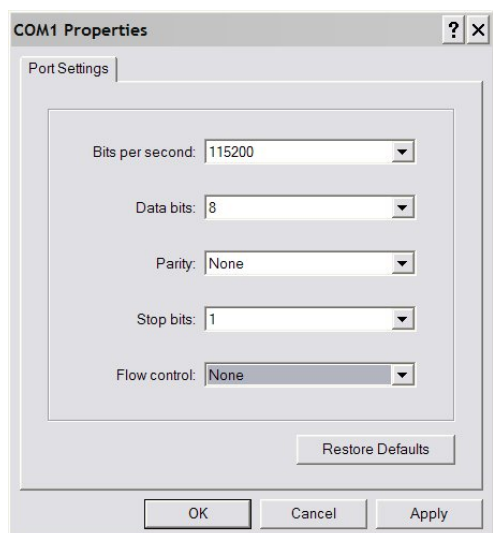 COM1 Properties
Port Settings
Bits per second: 115200
Data bits: 8
Parity: None
Stop bits: 1
Flow control: None
Restore Defaults
OK Cancel Apply